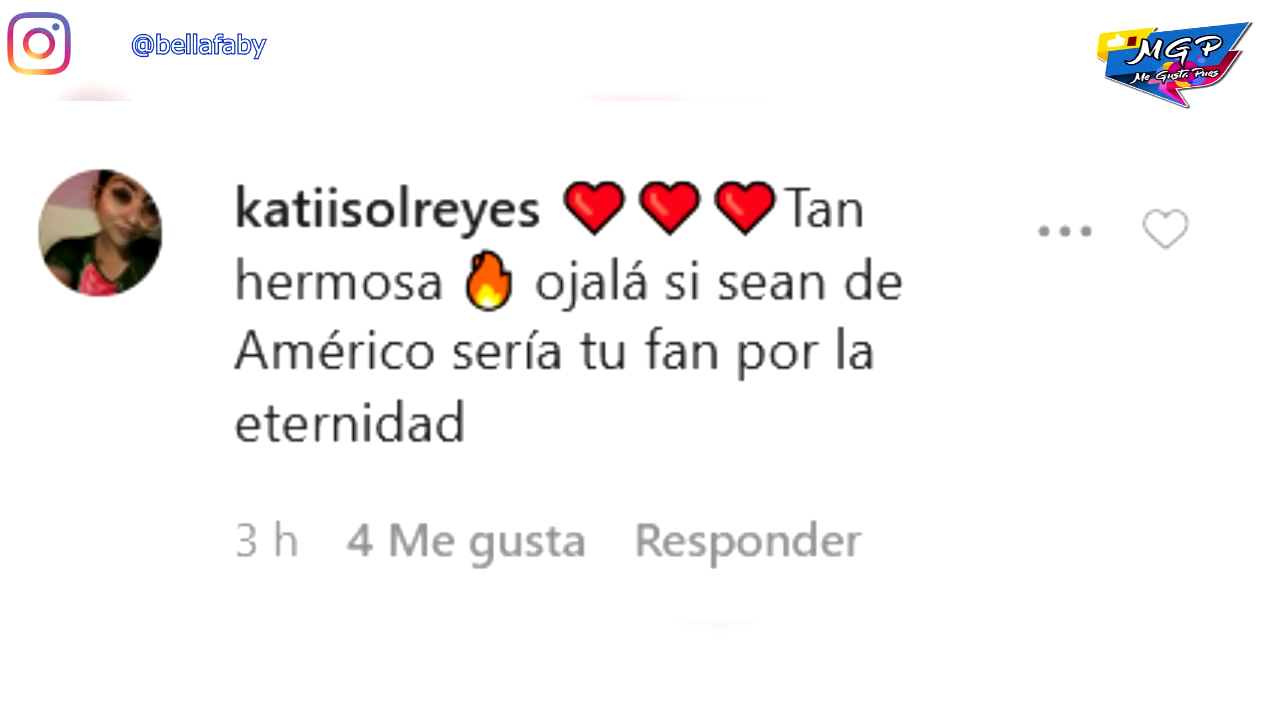 @bellafaby
MGP
Me Gusta Pues
katiisolreyes ❤️❤️❤️Tan
hermosa 🔥 ojalá si sean de
Américo sería tu fan por la
eternidad
3 h 4 Me gusta Responder